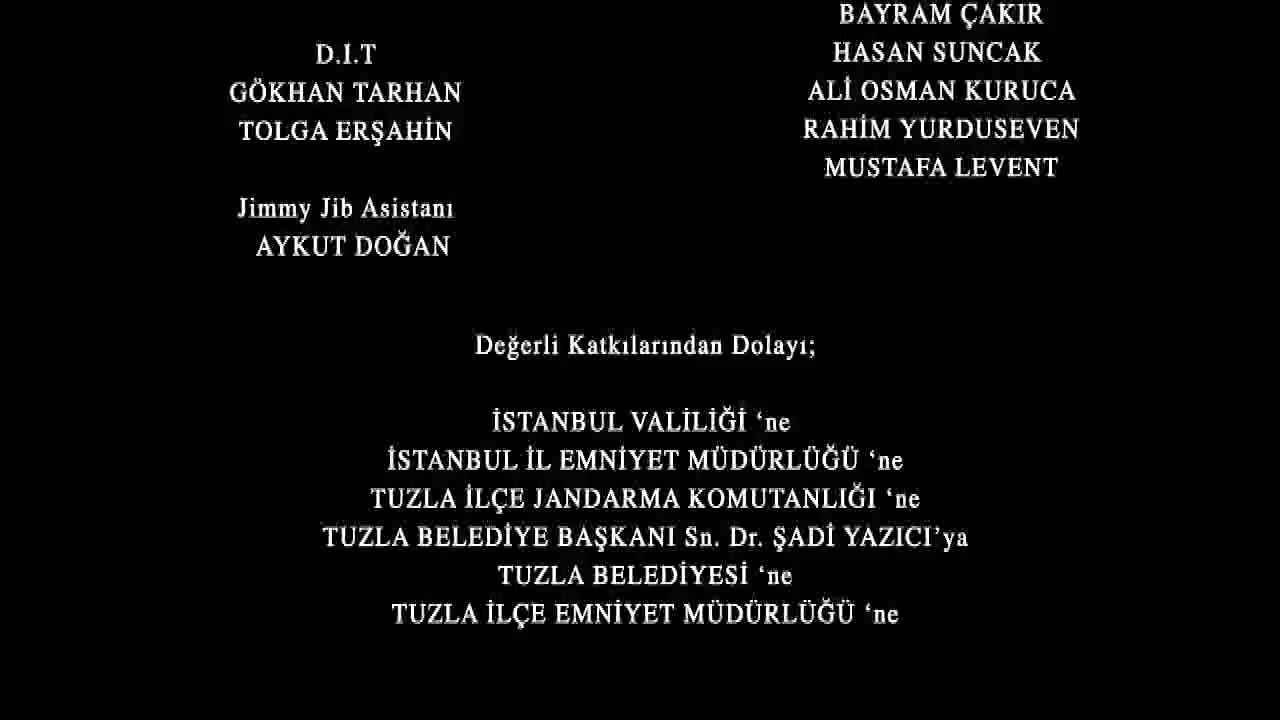 D.I.T
GÖKHAN TARHAN
TOLGA ERŞAHİN
Jimmy Jib Asistanı
AYKUT DOĞAN
BAYRAM ÇAKIR
HASAN SUNCAK
ALİ OSMAN KURUCA
RAHİM YURDUSEVEN
MUSTAFA LEVENT
Değerli Katkılarından Dolayı;
İSTANBUL VALİLİĞİ ‘ne
İSTANBUL İL EMNİYET MÜDÜRLÜĞÜ ‘ne
TUZLA İLÇE JANDARMA KOMUTANLIĞI ‘ne
TUZLA BELEDİYE BAŞKANI Sn. Dr. ŞADİ YAZICI’ya
TUZLA BELEDİYESİ ‘ne
TUZLA İLÇE EMNİYET MÜDÜRLÜĞÜ ‘ne